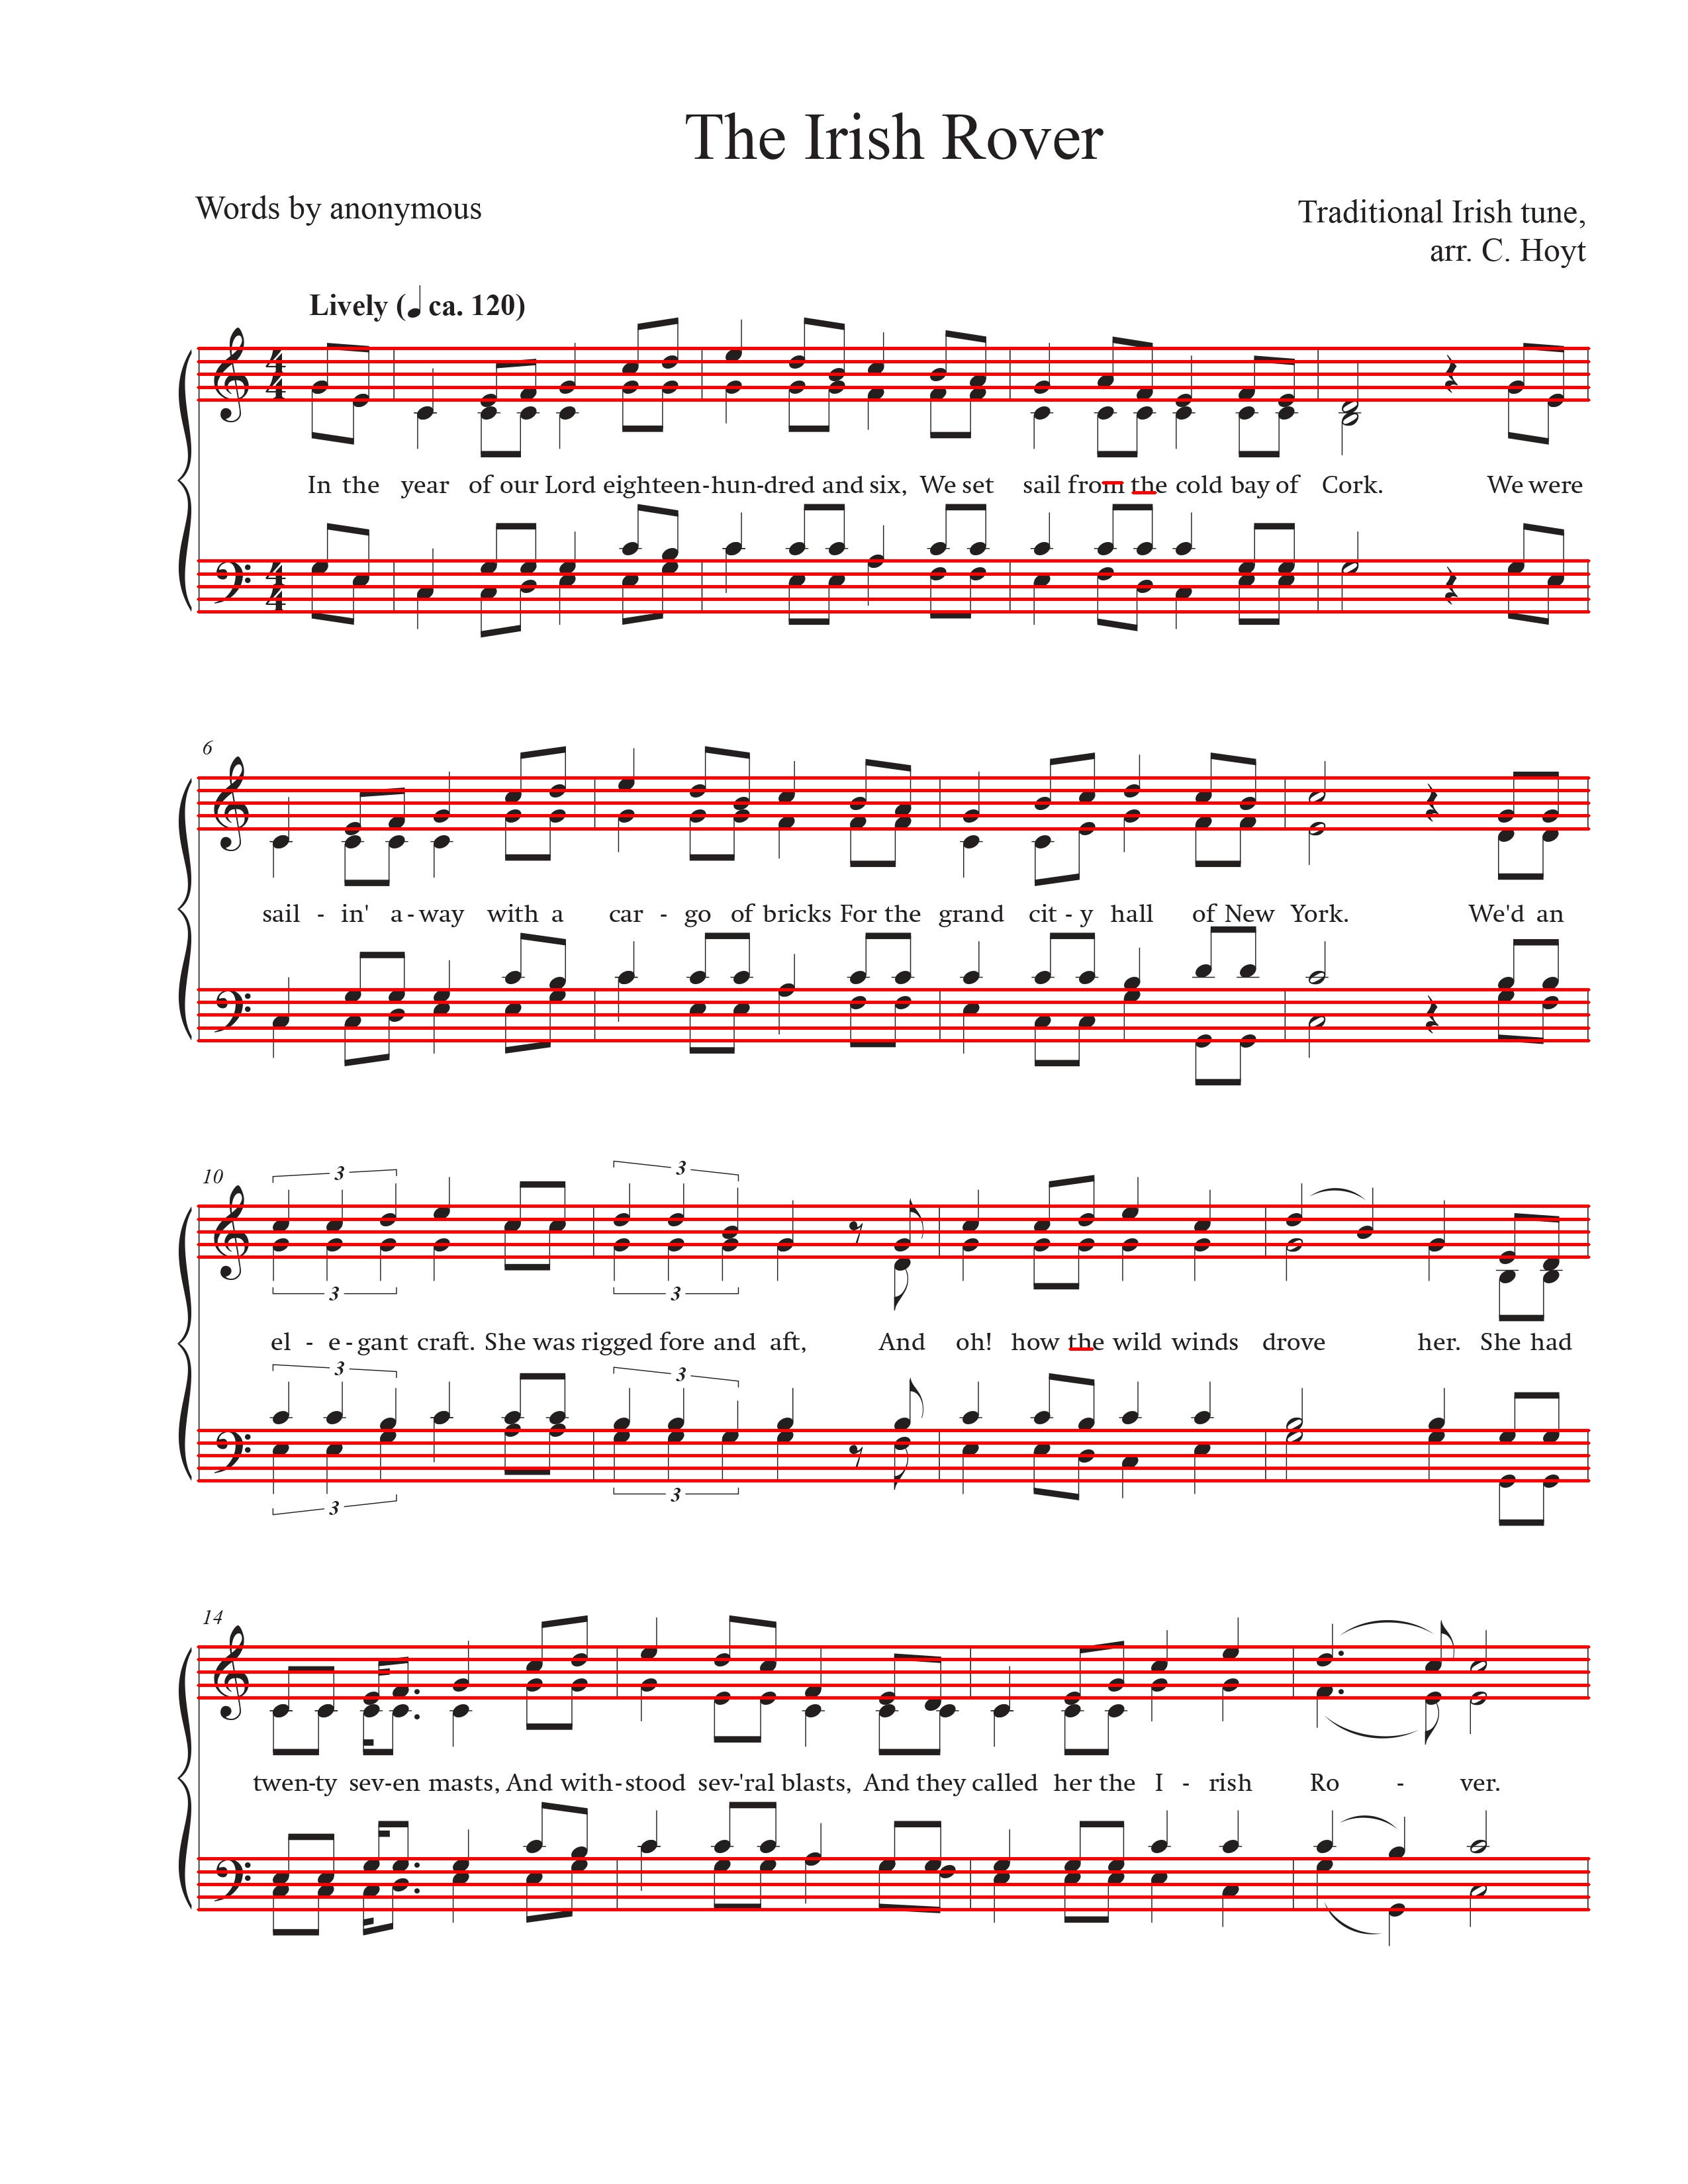 The Irish Rover
Words by anonymous
Traditional Irish tune,
arr. C. Hoyt
Lively (♩ ca. 120)
In the year of our Lord eighteen-hun-dred and six, We set sail from the cold bay of Cork. We were
6
sail - in' a-way with a car - go of bricks For the grand cit - y hall of New York. We'd an
10
3 3
3 3
el - e-gant craft. She was rigged fore and aft, And oh! how the wild winds drove her. She had
3 3
3 3
14
twen-ty sev-en masts, And with-stood sev-'ral blasts, And they called her the I - rish Ro - ver.